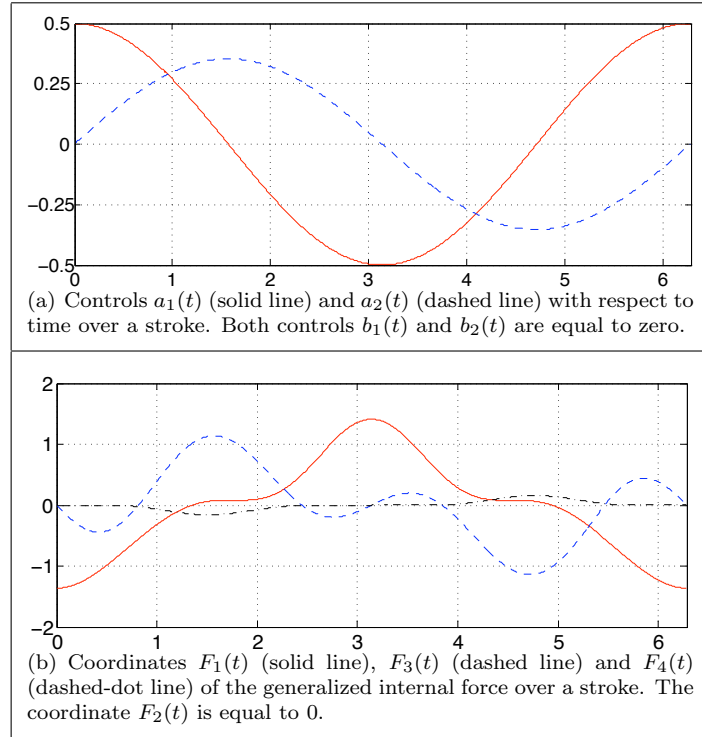 0.5
0.25
0
−0.25
−0.5
0 1 2 3 4 5 6
(a) Controls a₁(t) (solid line) and a₂(t) (dashed line) with respect to
time over a stroke. Both controls b₁(t) and b₂(t) are equal to zero.
2
1
0
−1
−2
0 1 2 3 4 5 6
(b) Coordinates F₁(t) (solid line), F₃(t) (dashed line) and F₄(t)
(dashed-dot line) of the generalized internal force over a stroke. The
coordinate F₂(t) is equal to 0.